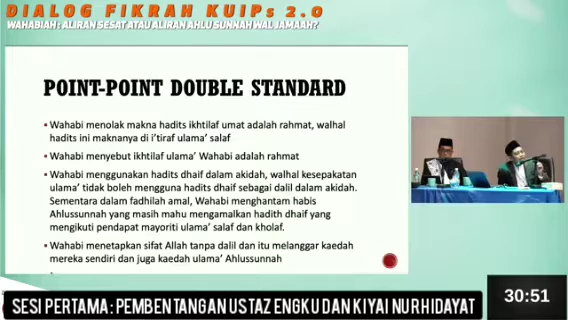 DIALOG FIKRAH KUIPs 2.0
WAHABIAH : ALIRAN SESAT ATAU ALIRAN AHLU SUNNAH WAL JAMAAH?
POINT-POINT DOUBLE STANDARD
▪ Wahabi menolak makna hadits ikhtilaf umat adalah rahmat, walhal
hadits ini maknanya di i'tiraf ulama' salaf
▪ Wahabi menyebut ikhtilaf ulama' Wahabi adalah rahmat
▪ Wahabi menggunakan hadits dhaif dalam akidah, walhal kesepakatan
ulama' tidak boleh mengguna hadits dhaif sebagai dalil dalam akidah.
Sementara dalam fadhilah amal, Wahabi menghantam habis
Ahlussunnah yang masih mahu mengamalkan hadith dhaif yang
mengikuti pendapat mayoriti ulama' salaf dan kholaf.
▪ Wahabi menetapkan sifat Allah tanpa dalil dan itu melanggar kaedah
mereka sendiri dan juga kaedah ulama' Ahlussunnah
SESI PERTAMA : PEMBENTANGAN USTAZ ENGKU DAN KIYAI NURHIDAYAT
30:51